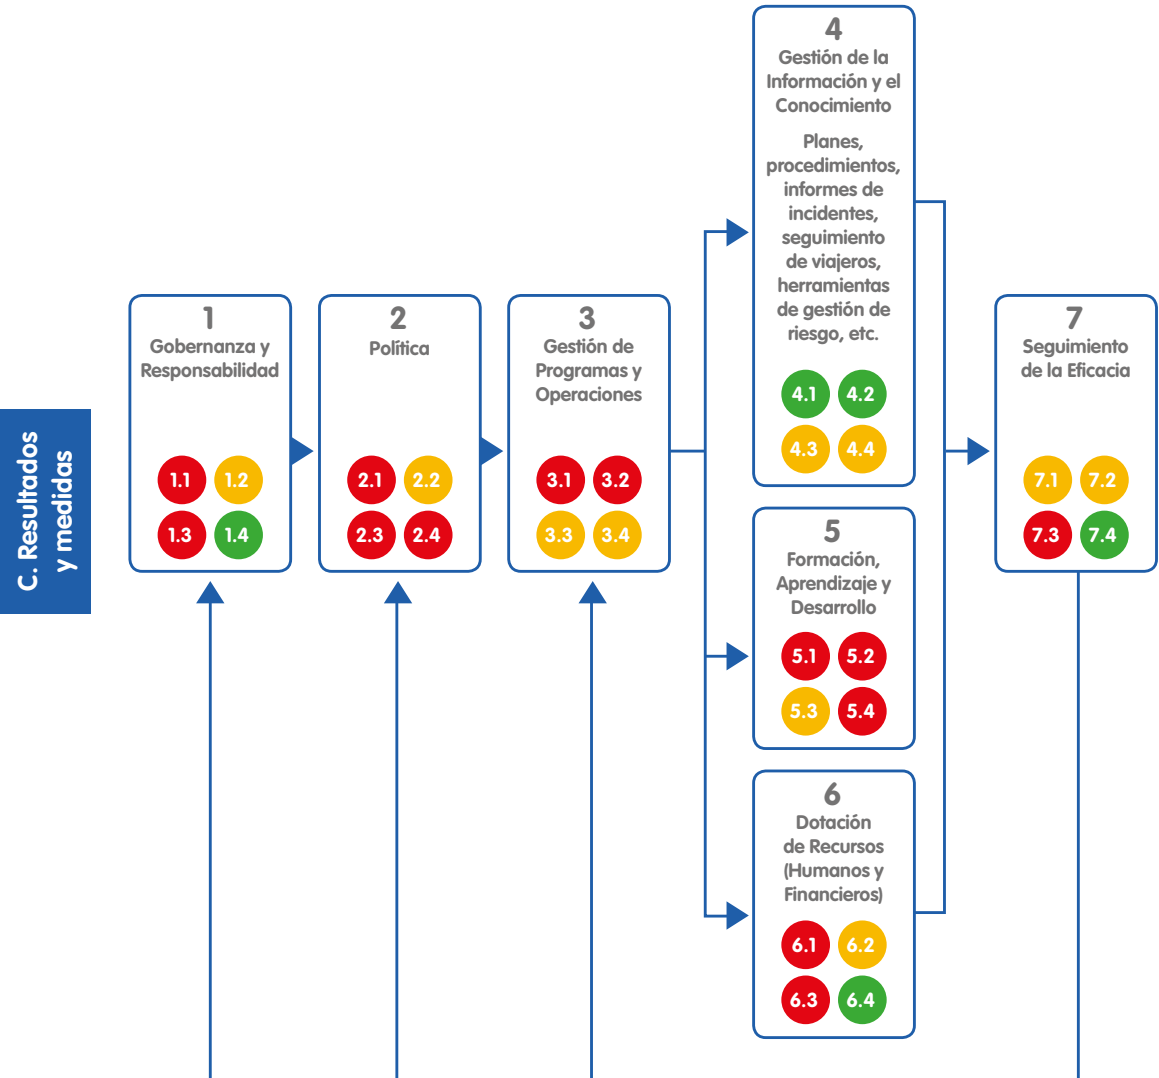 C. Resultados
y medidas
1
Gobernanza y
Responsabilidad
1.1
1.2
1.3
1.4
2
Política
2.1
2.2
2.3
2.4
3
Gestión de
Programas y
Operaciones
3.1
3.2
3.3
3.4
4
Gestión de la
Información y el
Conocimiento
Planes,
procedimientos,
informes de
incidentes,
seguimiento
de viajeros,
herramientas
de gestión de
riesgo, etc.
4.1
4.2
4.3
4.4
5
Formación,
Aprendizaje y
Desarrollo
5.1
5.2
5.3
5.4
6
Dotación
de Recursos
(Humanos y
Financieros)
6.1
6.2
6.3
6.4
7
Seguimiento
de la Eficacia
7.1
7.2
7.3
7.4